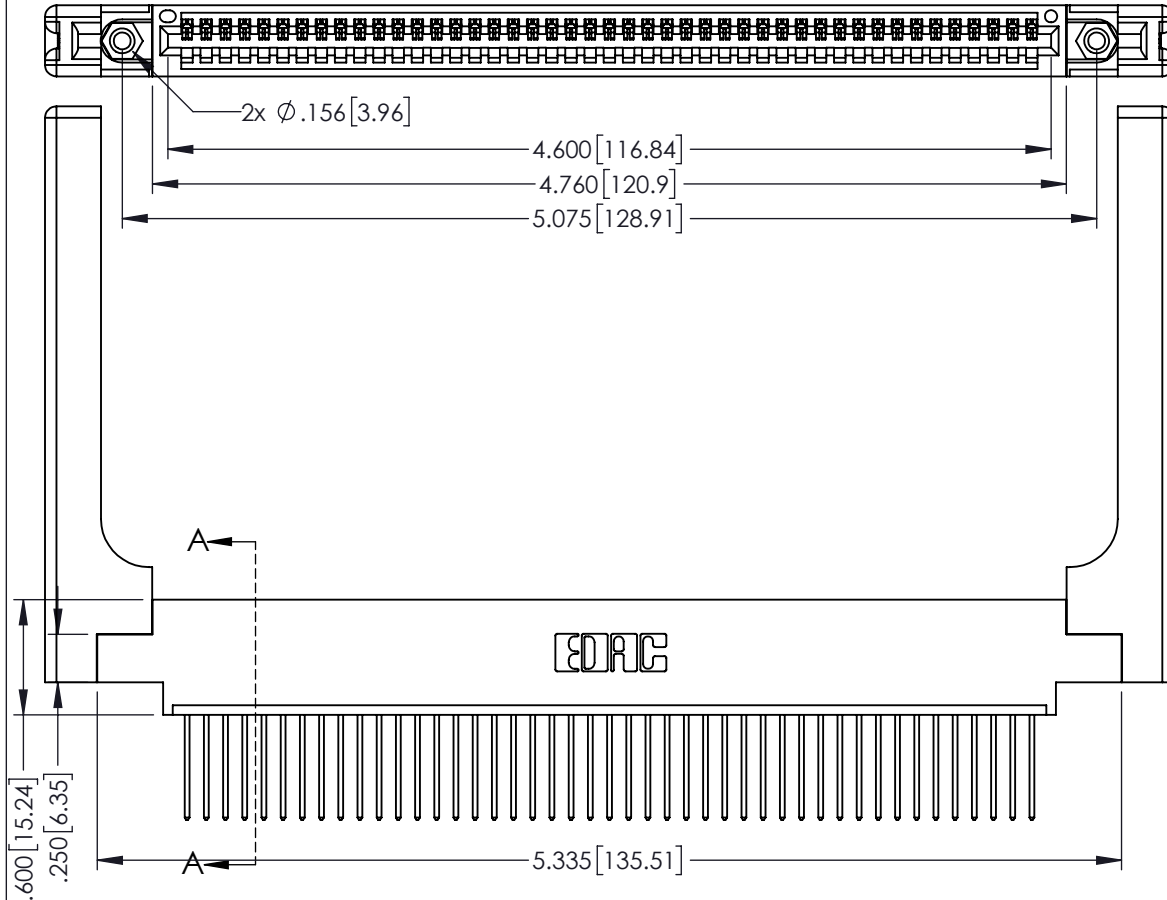 2x Ø .156[3.96]
4.600[116.84]
4.760[120.9]
5.075[128.91]
A
EDAC
.600[15.24]
.250[6.35]
A
5.335[135.51]